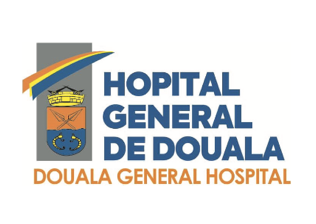 HOPITAL
GENERAL
DE DOUALA
DOUALA GENERAL HOSPITAL